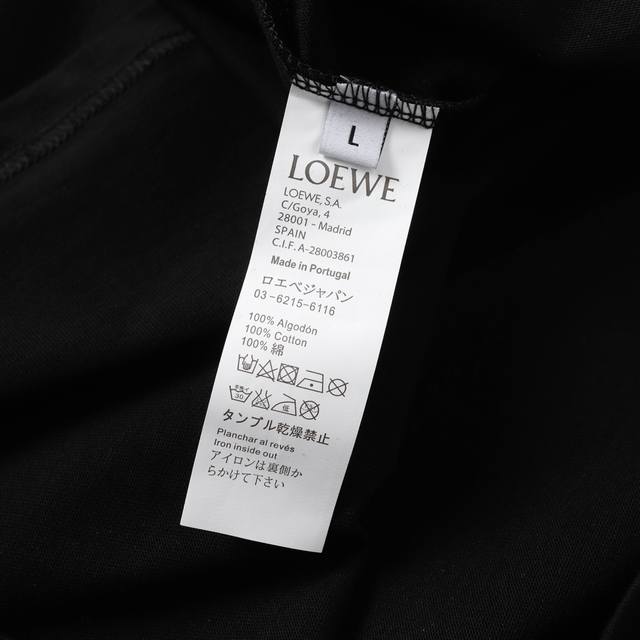 L
LOEWE
LOEWE, S.A.
C/Goya, 4
28001 - Madrid
SPAIN
C.I.F. A-28003861
Made in Portugal
ロエベジャパン
03-6215-6116
100% Algodón
100% Cotton
100% 綿
30 低
タンブル乾燥禁止
Planchar al revés
Iron inside out
アイロンは裏側か
らかけて下さい